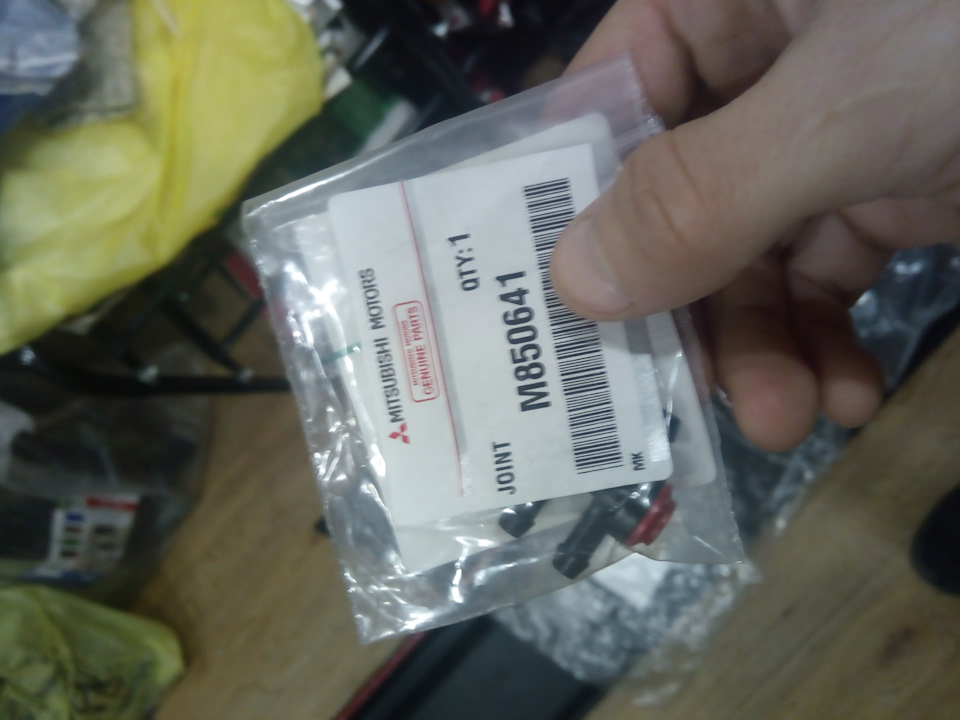 MITSUBISHI MOTORS
GENUINE PARTS
QTY: 1
M850641
JOINT
MK